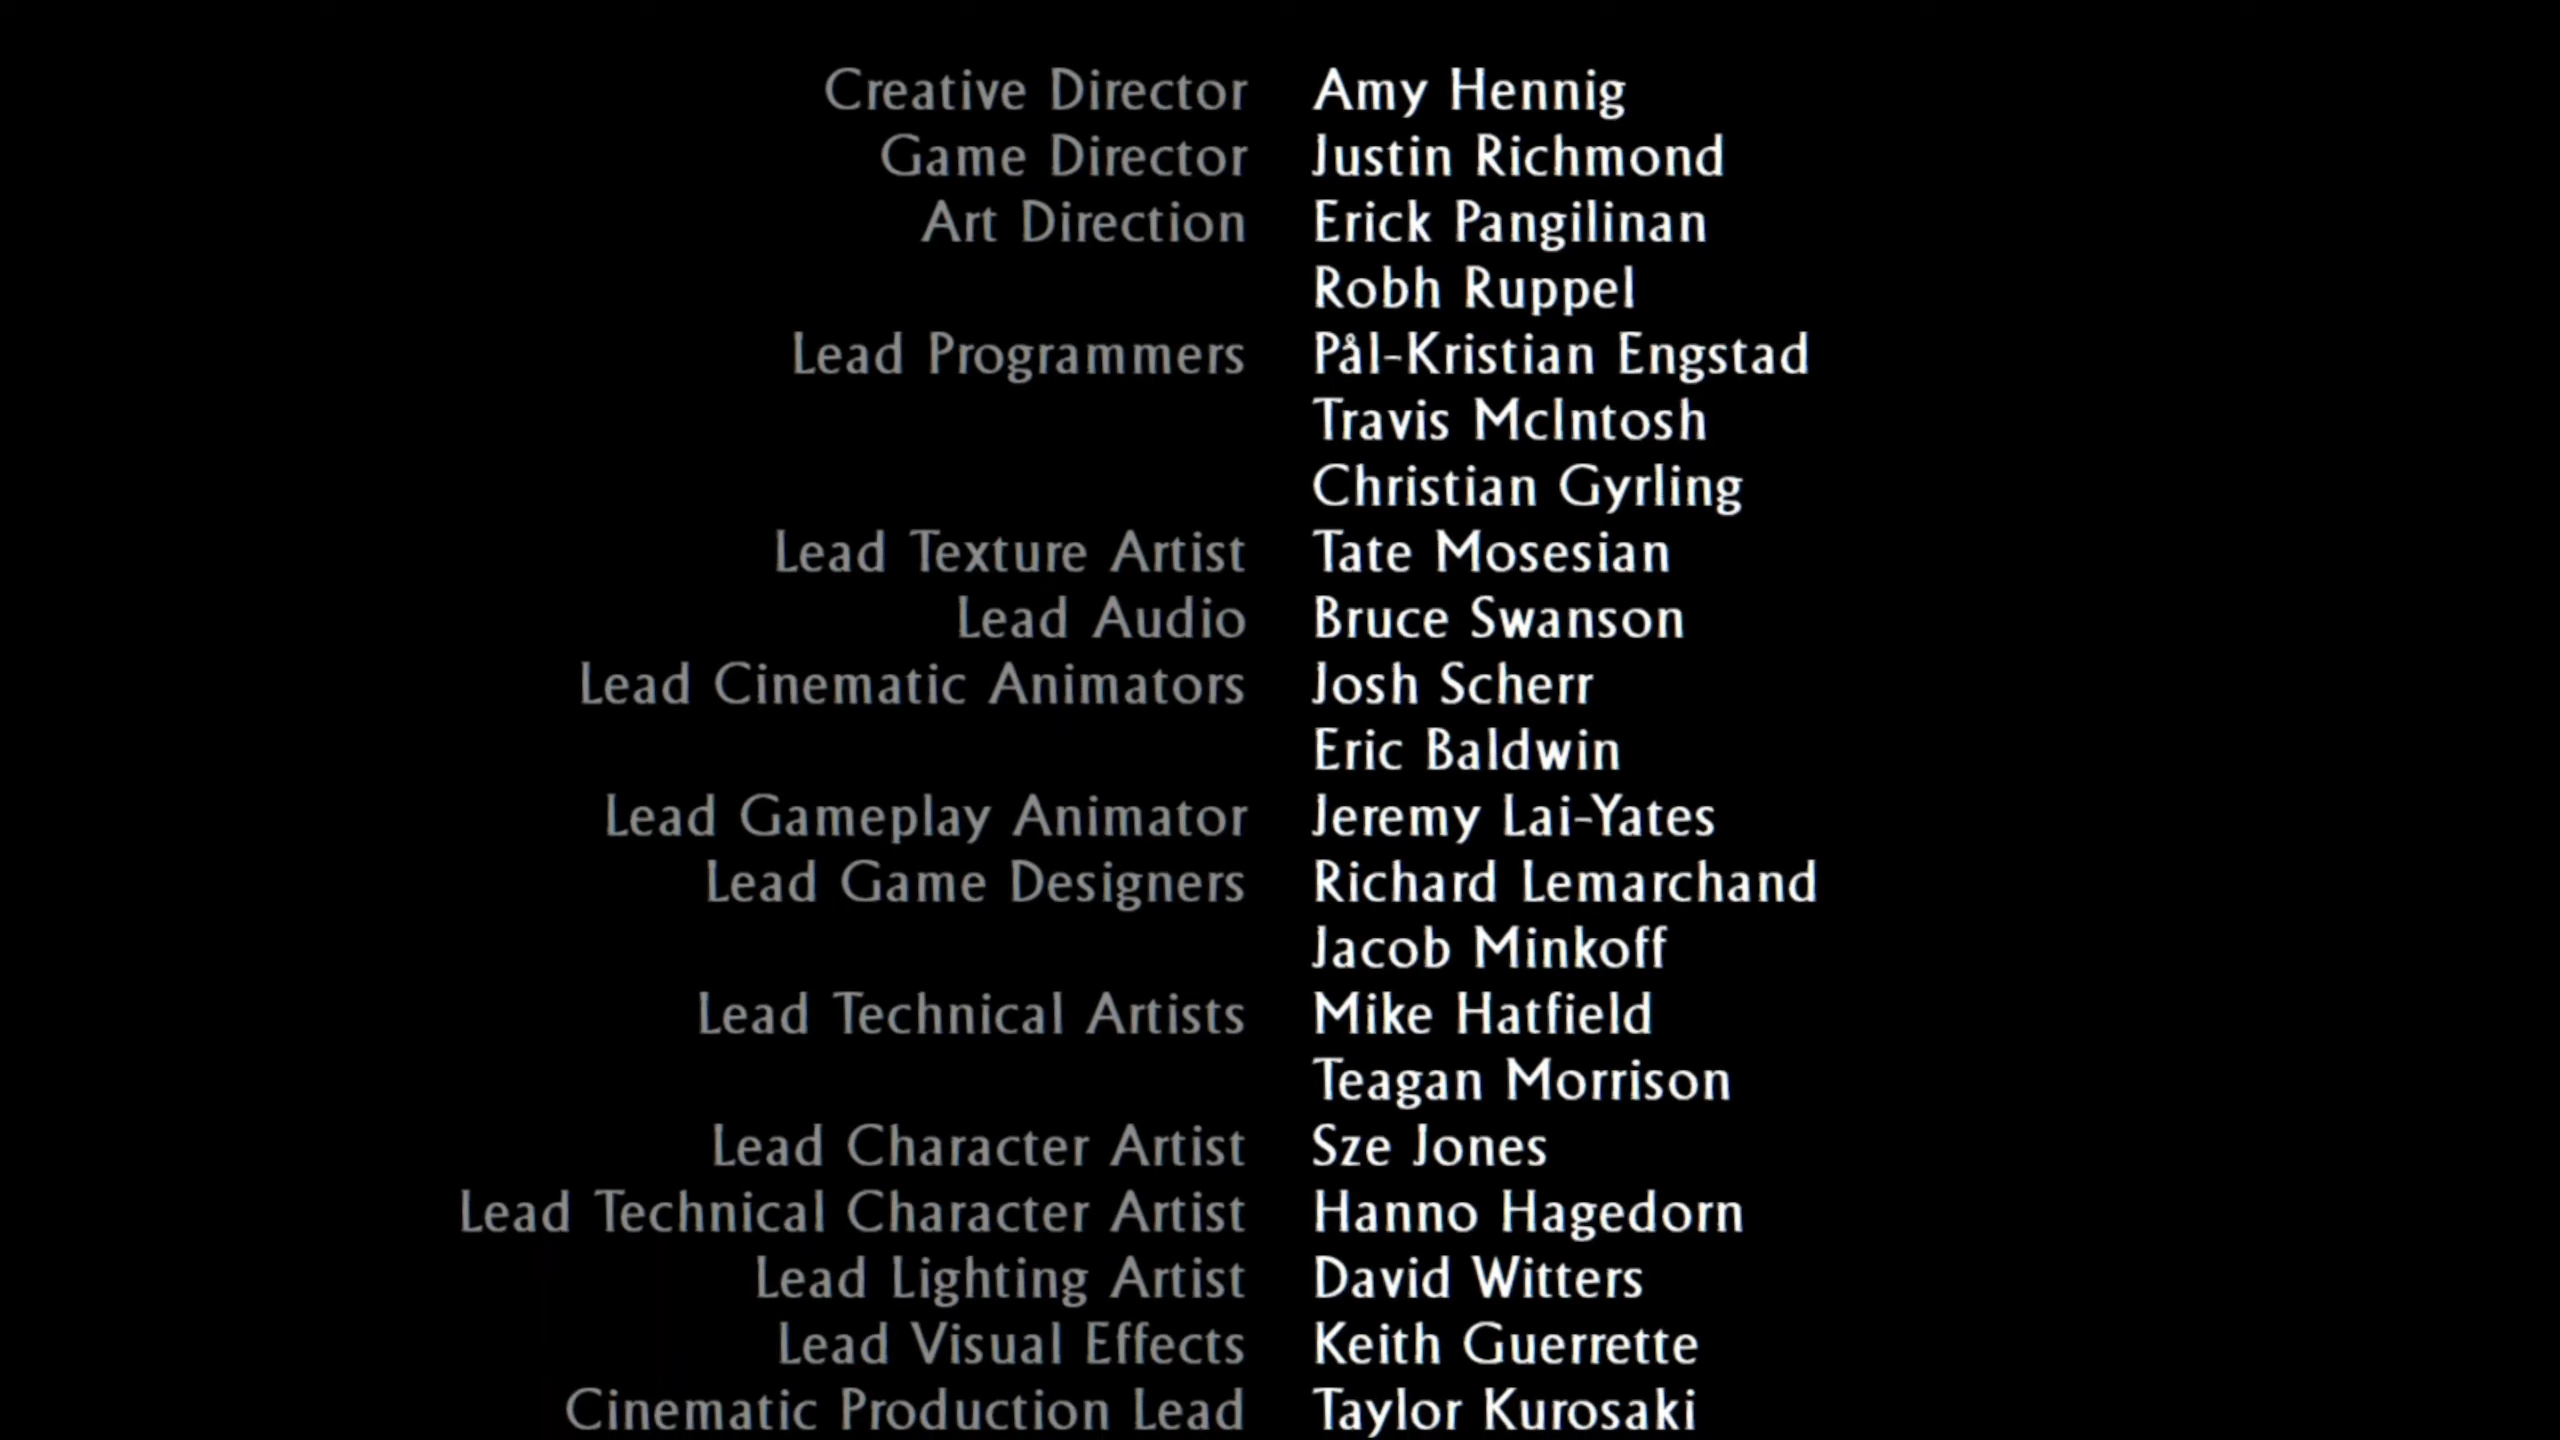 Creative Director Amy Hennig
Game Director Justin Richmond
Art Direction Erick Pangilinan
Robh Ruppel
Lead Programmers Pål-Kristian Engstad
Travis McIntosh
Christian Gyrling
Lead Texture Artist Tate Mosesian
Lead Audio Bruce Swanson
Lead Cinematic Animators Josh Scherr
Eric Baldwin
Lead Gameplay Animator Jeremy Lai-Yates
Lead Game Designers Richard Lemarchand
Jacob Minkoff
Lead Technical Artists Mike Hatfield
Teagan Morrison
Lead Character Artist Sze Jones
Lead Technical Character Artist Hanno Hagedorn
Lead Lighting Artist David Witters
Lead Visual Effects Keith Guerrette
Cinematic Production Lead Taylor Kurosaki